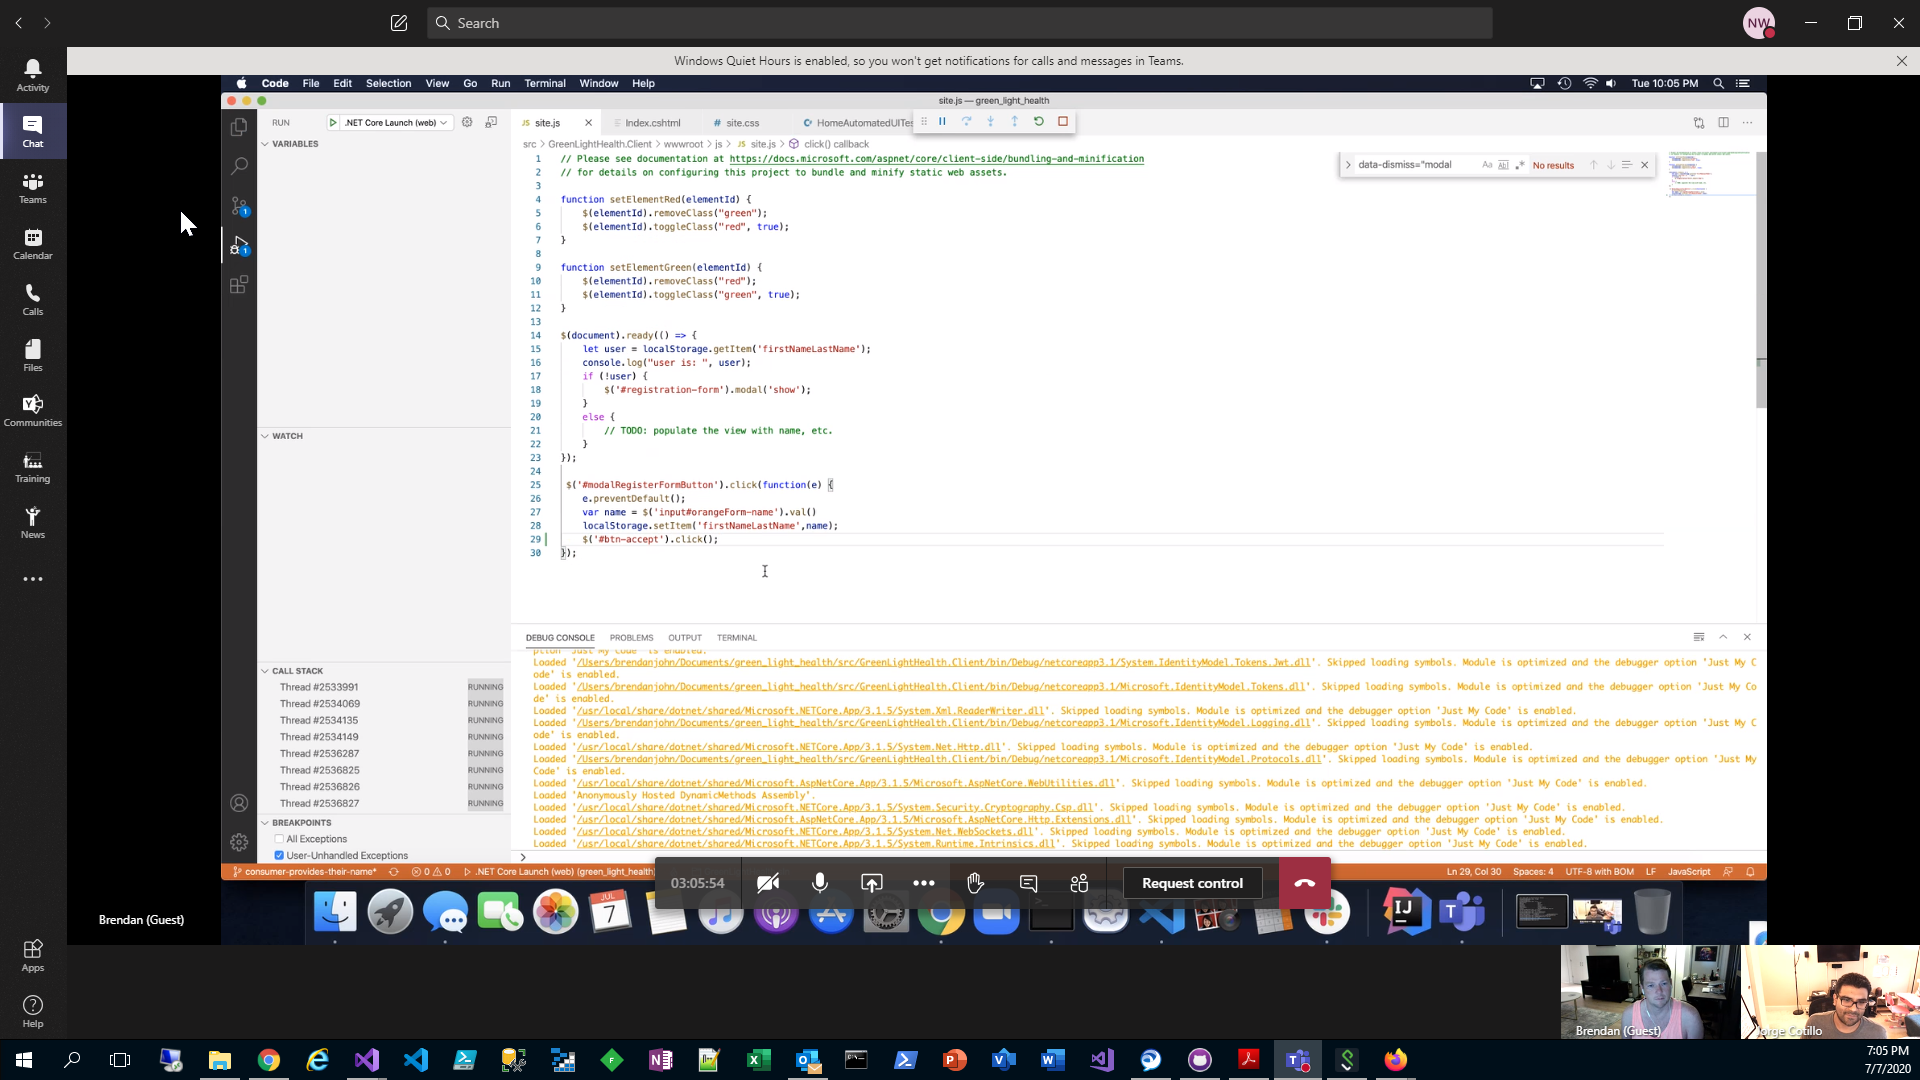 Search
NW
Windows Quiet Hours is enabled, so you won't get notifications for calls and messages in Teams.
Activity
Chat
Teams
Calendar
Calls
Files
Communities
Training
News
Apps
Help
Code File Edit Selection View Go Run Terminal Window Help
Tue 10:05 PM
site.js — green_light_health
RUN
.NET Core Launch (web)
JS site.js
Index.cshtml
# site.css
HomeAutomatedUITes
src > GreenLightHealth.Client > wwwroot > js > JS site.js > click() callback
data-dismiss="modal
Aa
No results
VARIABLES
WATCH
1 // Please see documentation at https://docs.microsoft.com/aspnet/core/client-side/bundling-and-minification
2 // for details on configuring this project to bundle and minify static web assets.
3
4 function setElementRed(elementId) {
5 $(elementId).removeClass("green");
6 $(elementId).toggleClass("red", true);
7 }
8
9 function setElementGreen(elementId) {
10 $(elementId).removeClass("red");
11 $(elementId).toggleClass("green", true);
12 }
13
14 $(document).ready(() => {
15 let user = localStorage.getItem('firstNameLastName');
16 console.log("user is: ", user);
17 if (!user) {
18 $('#registration-form').modal('show');
19 }
20 else {
21 // TODO: populate the view with name, etc.
22 }
23 });
24
25 $('#modalRegisterFormButton').click(function(e) {
26 e.preventDefault();
27 var name = $('input#orangeForm-name').val()
28 localStorage.setItem('firstNameLastName',name);
29 $('#btn-accept').click();
30 });
CALL STACK
Thread #2533991 RUNNING
Thread #2534069 RUNNING
Thread #2534135 RUNNING
Thread #2534149 RUNNING
Thread #2536287 RUNNING
Thread #2536825 RUNNING
Thread #2536826 RUNNING
Thread #2536827 RUNNING
BREAKPOINTS
All Exceptions
User-Unhandled Exceptions
DEBUG CONSOLE PROBLEMS OUTPUT TERMINAL
ption 'Just My Code' is enabled.
Loaded '/Users/brendanjohn/Documents/green_light_health/src/GreenLightHealth.Client/bin/Debug/netcoreapp3.1/System.IdentityModel.Tokens.Jwt.dll'. Skipped loading symbols. Module is optimized and the debugger option 'Just My C
ode' is enabled.
Loaded '/Users/brendanjohn/Documents/green_light_health/src/GreenLightHealth.Client/bin/Debug/netcoreapp3.1/Microsoft.IdentityModel.Tokens.dll'. Skipped loading symbols. Module is optimized and the debugger option 'Just My Co
de' is enabled.
Loaded '/usr/local/share/dotnet/shared/Microsoft.NETCore.App/3.1.5/System.Xml.ReaderWriter.dll'. Skipped loading symbols. Module is optimized and the debugger option 'Just My Code' is enabled.
Loaded '/Users/brendanjohn/Documents/green_light_health/src/GreenLightHealth.Client/bin/Debug/netcoreapp3.1/Microsoft.IdentityModel.Logging.dll'. Skipped loading symbols. Module is optimized and the debugger option 'Just My C
ode' is enabled.
Loaded '/usr/local/share/dotnet/shared/Microsoft.NETCore.App/3.1.5/System.Net.Http.dll'. Skipped loading symbols. Module is optimized and the debugger option 'Just My Code' is enabled.
Loaded '/Users/brendanjohn/Documents/green_light_health/src/GreenLightHealth.Client/bin/Debug/netcoreapp3.1/Microsoft.IdentityModel.Protocols.dll'. Skipped loading symbols. Module is optimized and the debugger option 'Just My
Code' is enabled.
Loaded '/usr/local/share/dotnet/shared/Microsoft.AspNetCore.App/3.1.5/Microsoft.AspNetCore.WebUtilities.dll'. Skipped loading symbols. Module is optimized and the debugger option 'Just My Code' is enabled.
Loaded 'Anonymously Hosted DynamicMethods Assembly'.
Loaded '/usr/local/share/dotnet/shared/Microsoft.NETCore.App/3.1.5/System.Security.Cryptography.Csp.dll'. Skipped loading symbols. Module is optimized and the debugger option 'Just My Code' is enabled.
Loaded '/usr/local/share/dotnet/shared/Microsoft.AspNetCore.App/3.1.5/Microsoft.AspNetCore.Http.Extensions.dll'. Skipped loading symbols. Module is optimized and the debugger option 'Just My Code' is enabled.
Loaded '/usr/local/share/dotnet/shared/Microsoft.NETCore.App/3.1.5/System.Net.WebSockets.dll'. Skipped loading symbols. Module is optimized and the debugger option 'Just My Code' is enabled.
Loaded '/usr/local/share/dotnet/shared/Microsoft.NETCore.App/3.1.5/System.Runtime.Intrinsics.dll'. Skipped loading symbols. Module is optimized and the debugger option 'Just My Code' is enabled.
consumer-provides-their-name* 0 0 .NET Core Launch (web) (green_light_health)
Ln 29, Col 30 Spaces: 4 UTF-8 with BOM LF JavaScript
03:05:54
Request control
JUL
7
IJ
Brendan (Guest)
Brendan (Guest)
Jorge Cotillo
7:05 PM
7/7/2020